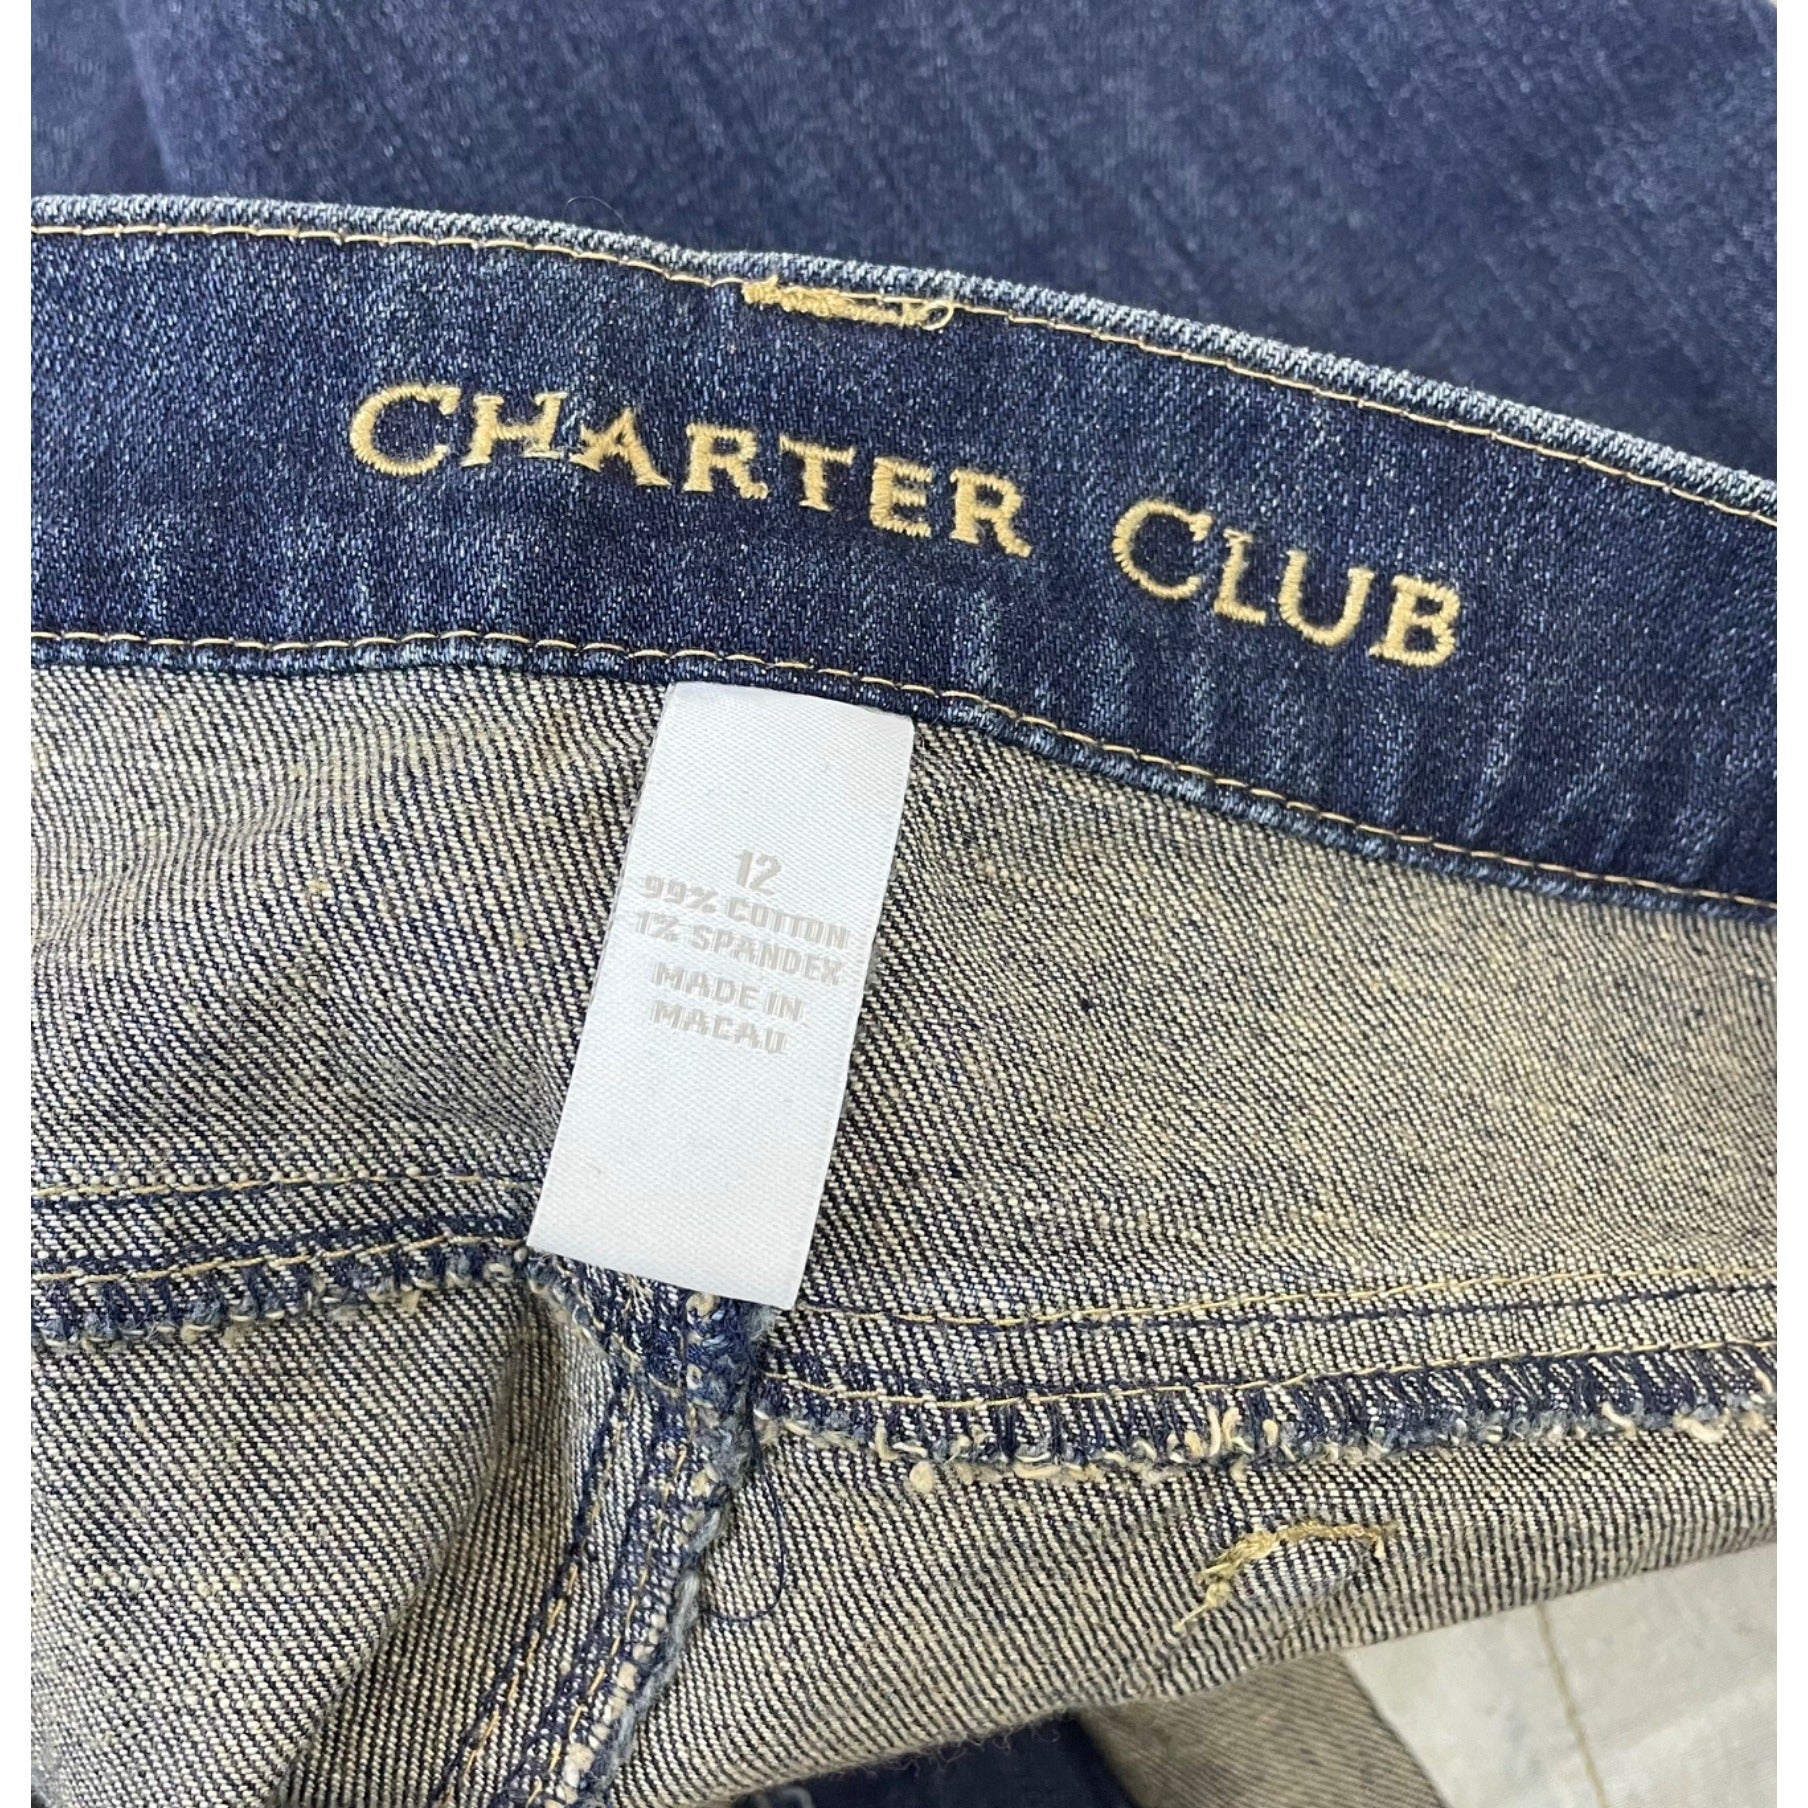 CHARTER CLUB
12
99% COTTON
1% SPANDEX
MADE IN
MACAU